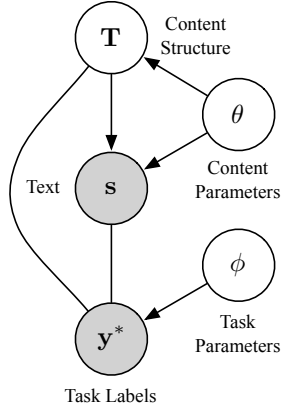 T
Content
Structure
θ
Content
Parameters
Text
s
ϕ
Task
Parameters
y*
Task Labels